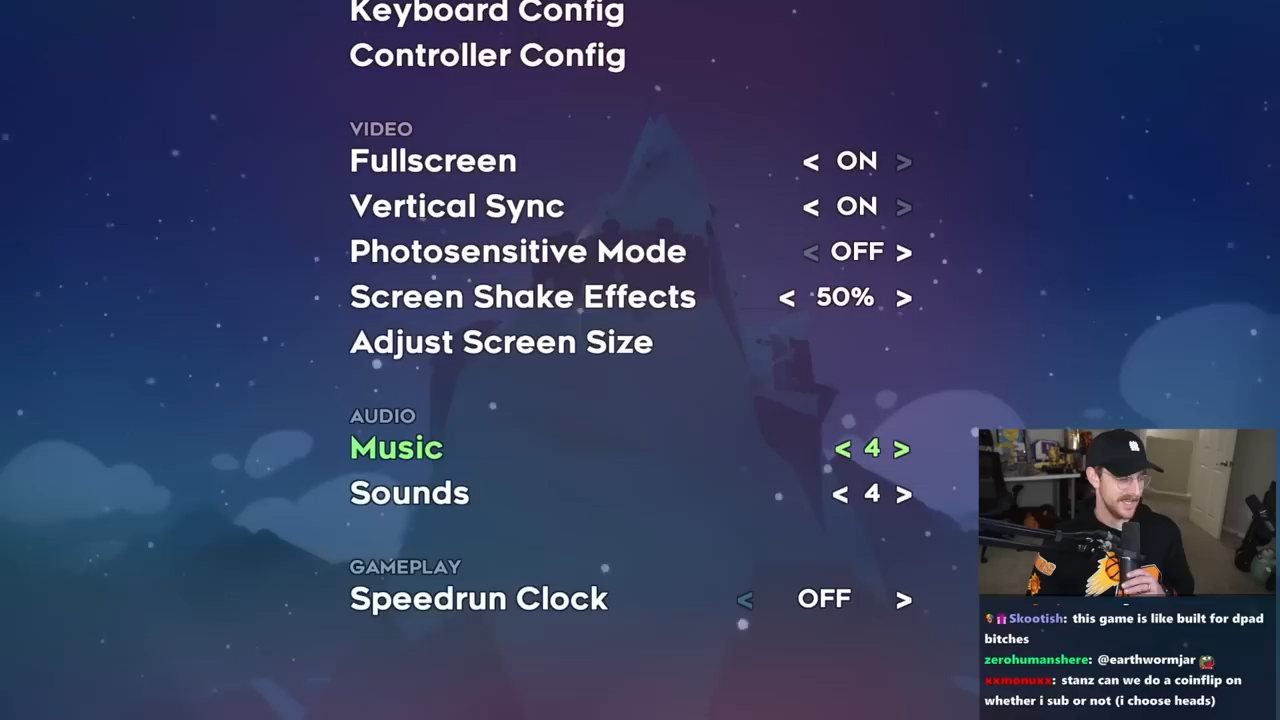 Keyboard Config
Controller Config
VIDEO
Fullscreen < ON >
Vertical Sync < ON >
Photosensitive Mode < OFF >
Screen Shake Effects < 50% >
Adjust Screen Size
AUDIO
Music < 4 >
Sounds < 4 >
GAMEPLAY
Speedrun Clock < OFF >
Skootish: this game is like built for dpad
bitches
zerohumanshere: @earthwormjar
xxmonuxx: stanz can we do a coinflip on
whether i sub or not (i choose heads)